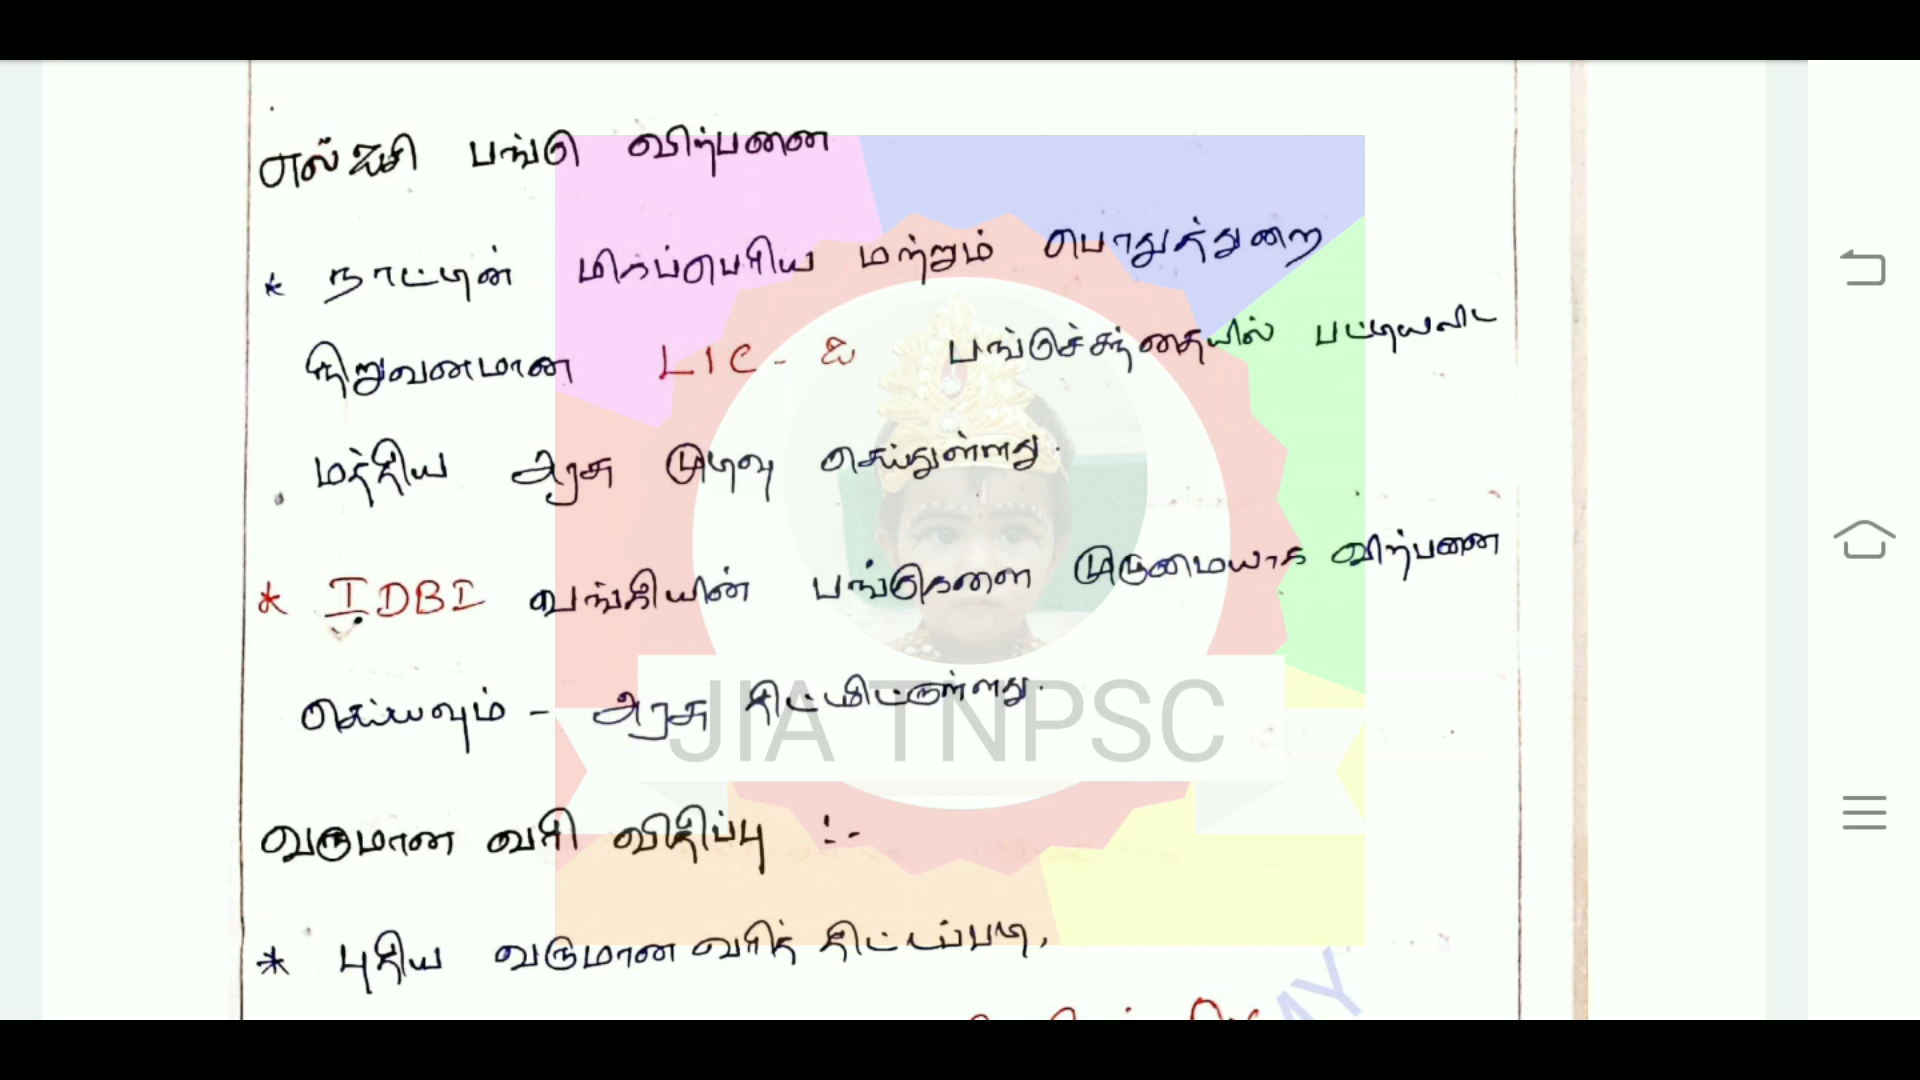 எல்ஐசி பங்கு விற்பனை
* நாட்டின் மிகப்பெரிய மற்றும் பொதுத்துறை
நிறுவனமான LIC - ஐ பங்குச்சந்தையில் பட்டியலிட
மத்திய அரசு முடிவு செய்துள்ளது.
* IDBI வங்கியின் பங்குகளை முழுமையாக விற்பனை
செய்யவும் - அரசு திட்டமிட்டுள்ளது.
JIA TNPSC
வருமான வரி விதிப்பு :-
* புதிய வருமான வரித் திட்டப்படி,
MY